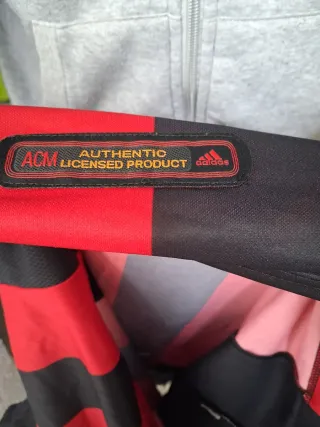 ACM
AUTHENTIC
LICENSED PRODUCT
adidas